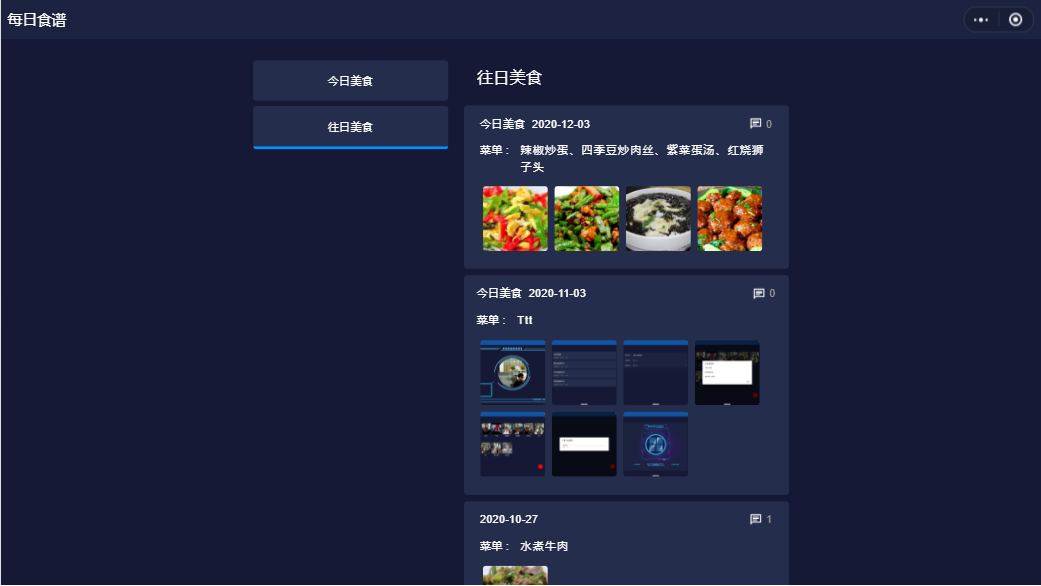 每日食谱
今日美食
往日美食
往日美食
今日美食 2020-12-03
0
菜单： 辣椒炒蛋、四季豆炒肉丝、紫菜蛋汤、红烧狮
子头
今日美食 2020-11-03
0
菜单： Ttt
2020-10-27
1
菜单： 水煮牛肉